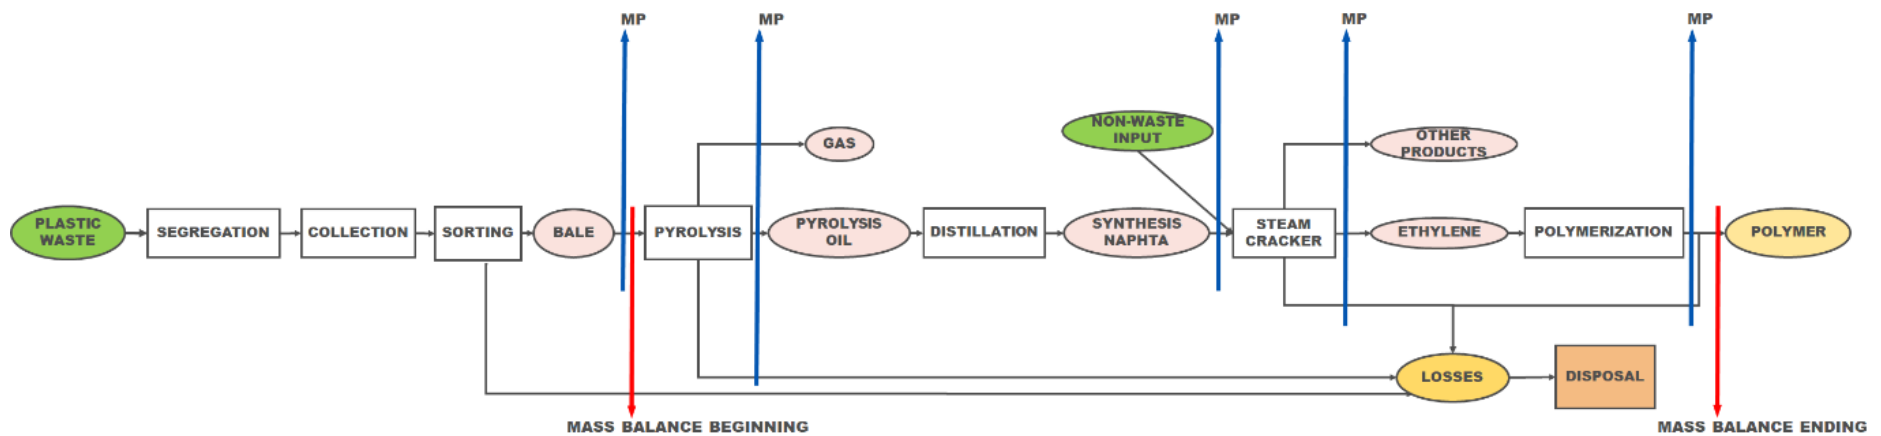 MP MP MP MP MP
NON-WASTE
INPUT
GAS
OTHER
PRODUCTS
PLASTIC
WASTE
SEGREGATION
COLLECTION
SORTING
BALE
PYROLYSIS
PYROLYSIS
OIL
DISTILLATION
SYNTHESIS
NAPHTA
STEAM
CRACKER
ETHYLENE
POLYMERIZATION
POLYMER
LOSSES
DISPOSAL
MASS BALANCE BEGINNING
MASS BALANCE ENDING